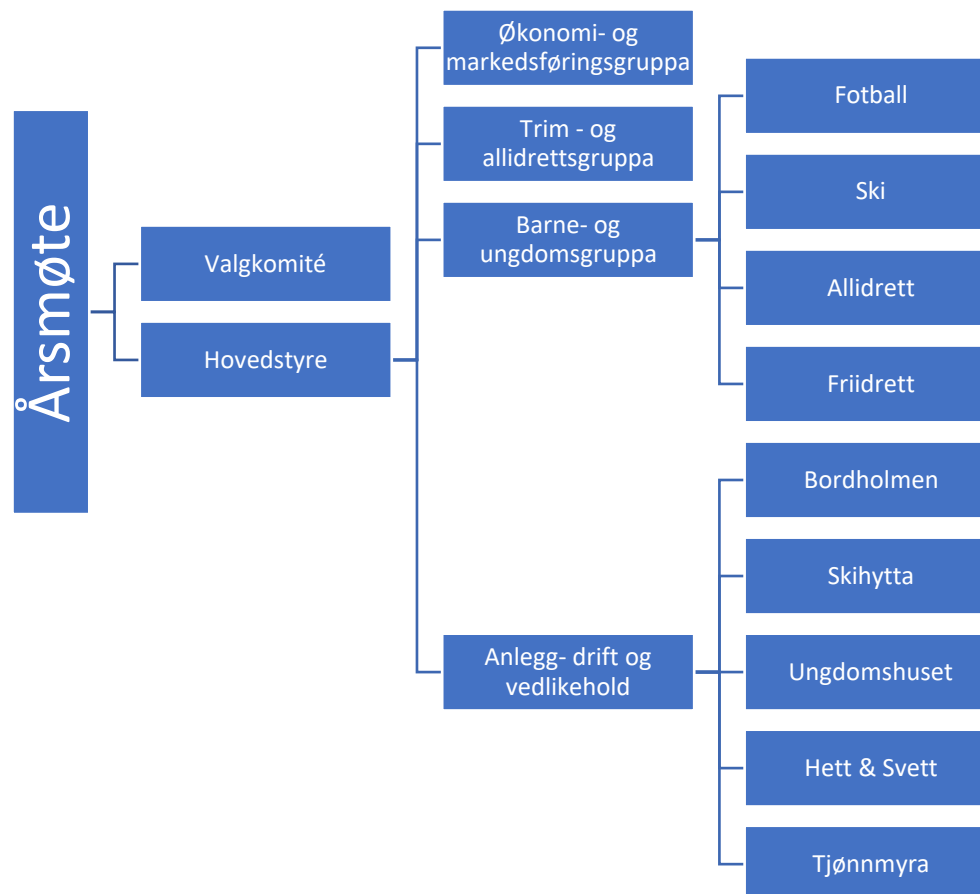 Årsmøte
Valgkomité
Hovedstyre
Økonomi- og
markedsføringsgruppa
Trim - og
allidrettsgruppa
Barne- og
ungdomsgruppa
Fotball
Ski
Allidrett
Friidrett
Anlegg- drift og
vedlikehold
Bordholmen
Skihytta
Ungdomshuset
Hett & Svett
Tjønnmyra